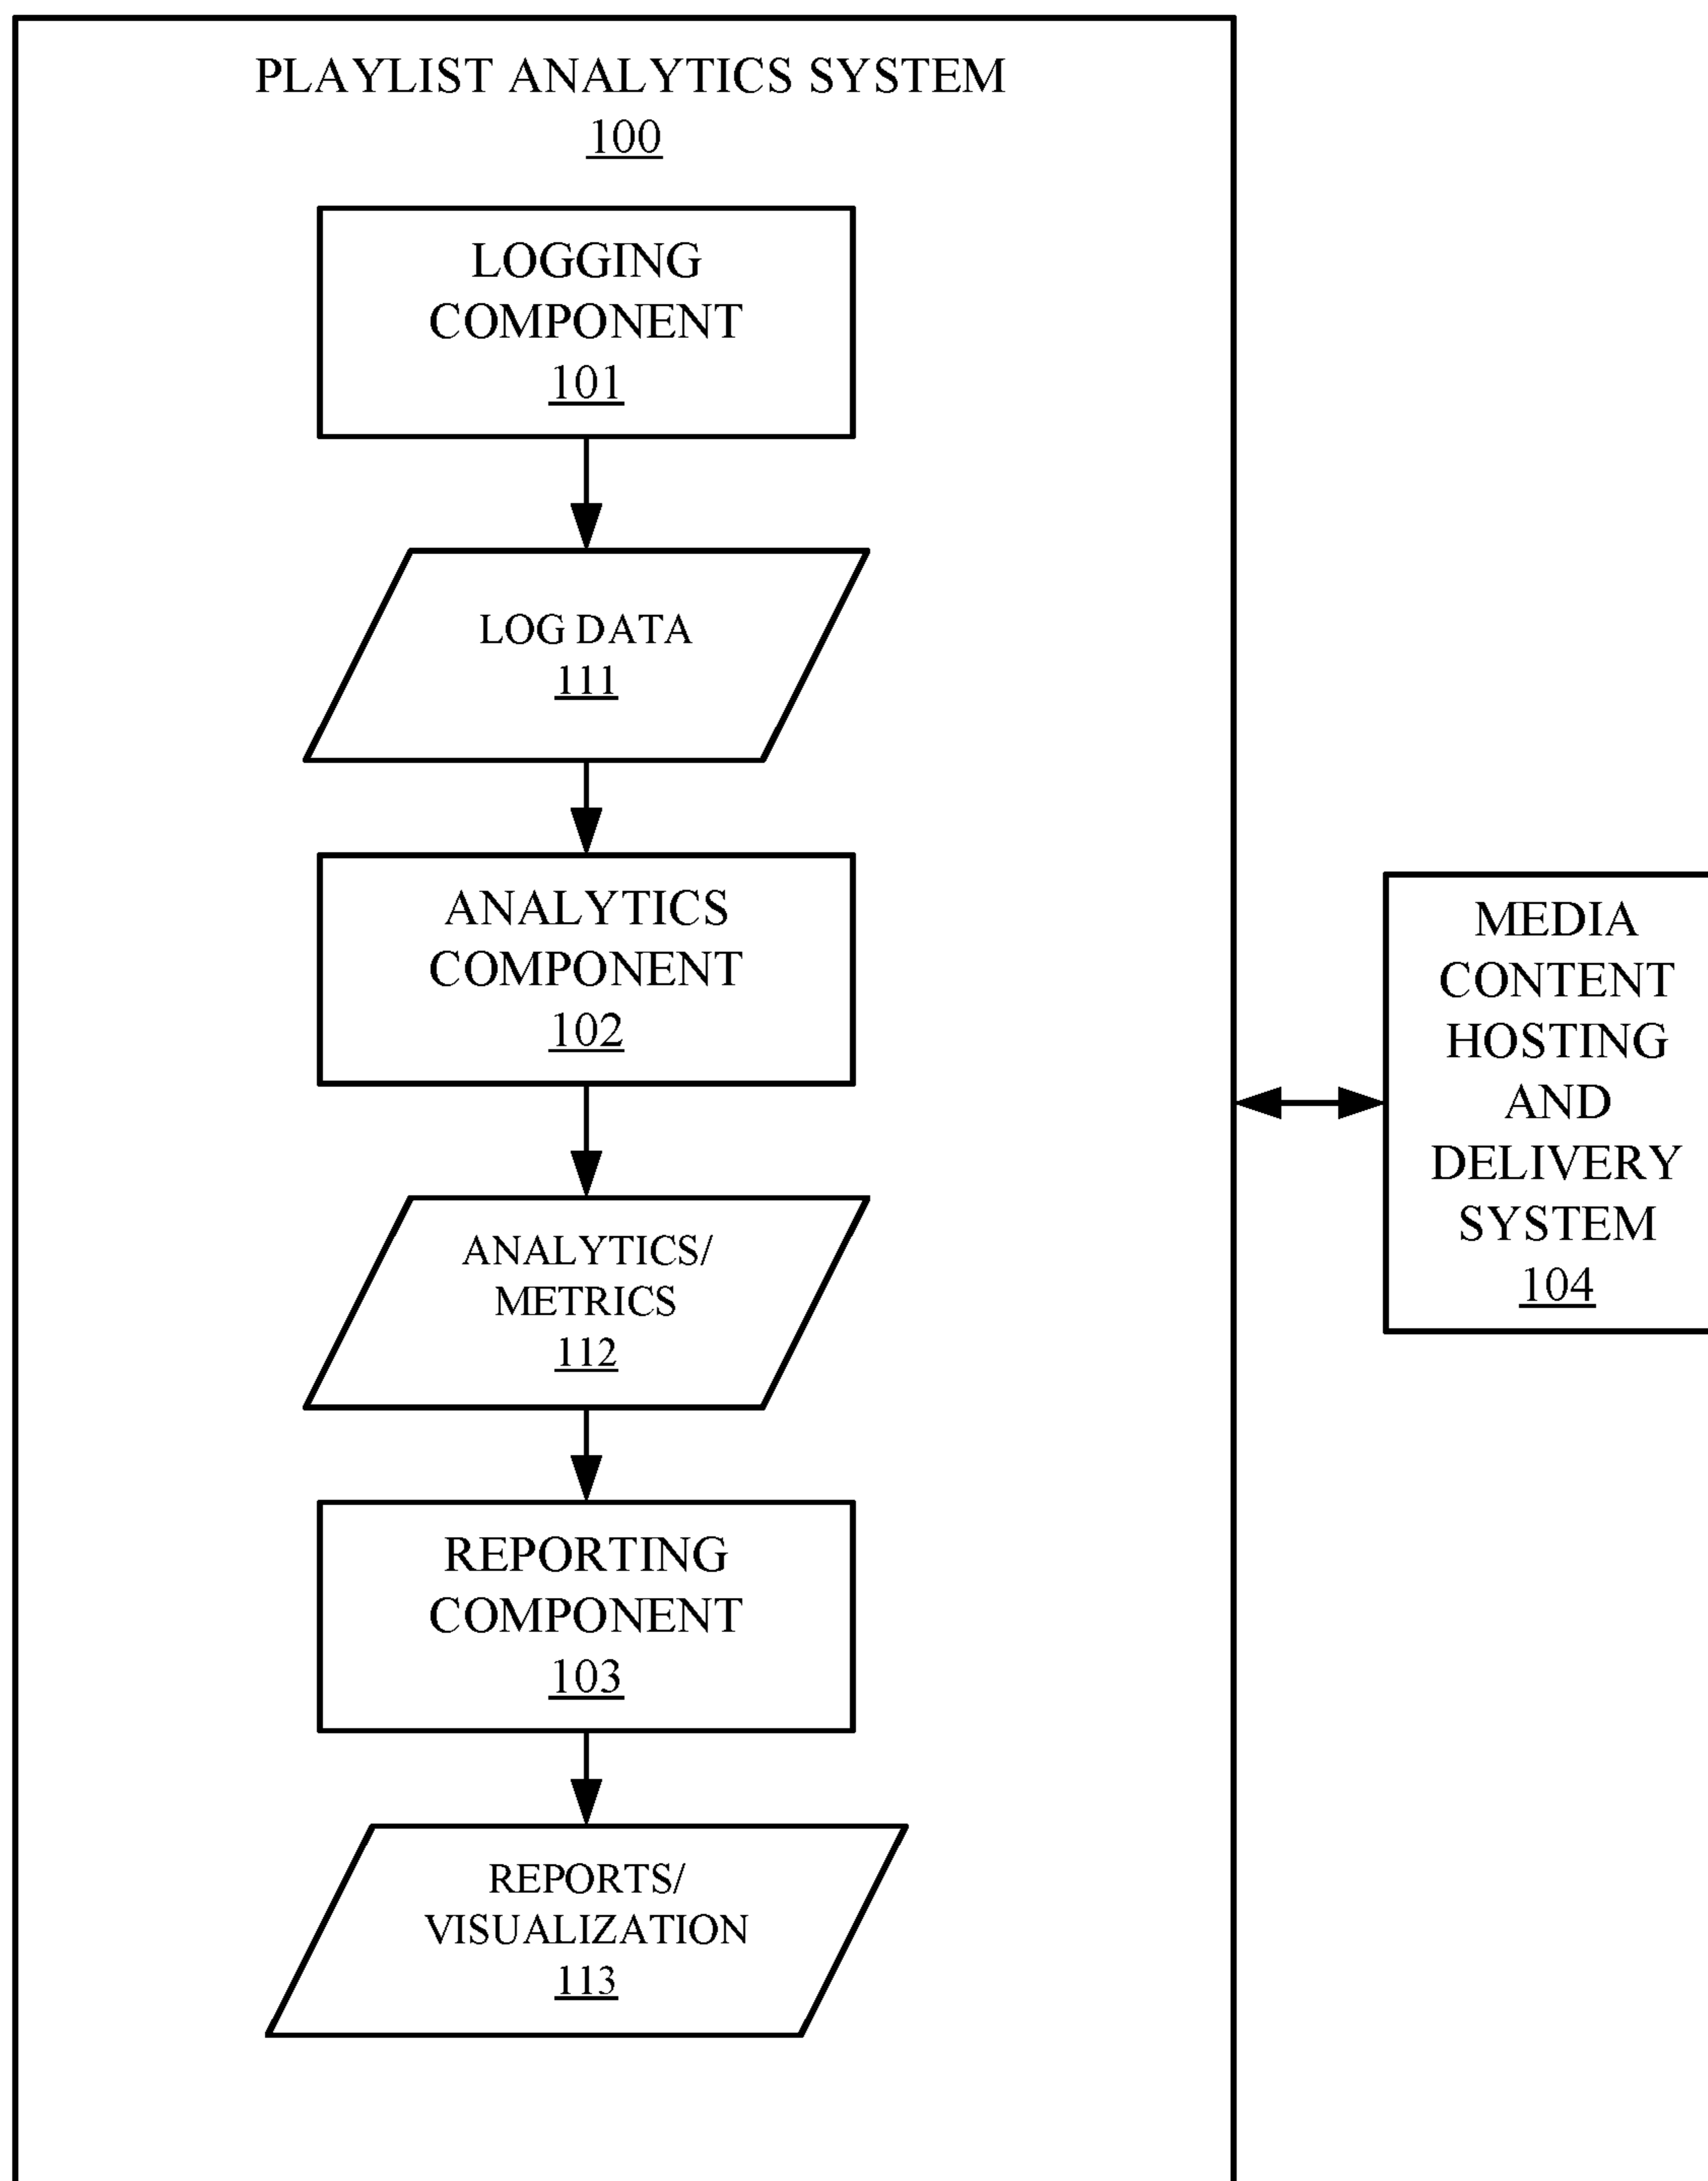 PLAYLIST ANALYTICS SYSTEM
100
LOGGING
COMPONENT
101
LOG DATA
111
ANALYTICS
COMPONENT
102
ANALYTICS/
METRICS
112
REPORTING
COMPONENT
103
REPORTS/
VISUALIZATION
113
MEDIA
CONTENT
HOSTING
AND
DELIVERY
SYSTEM
104